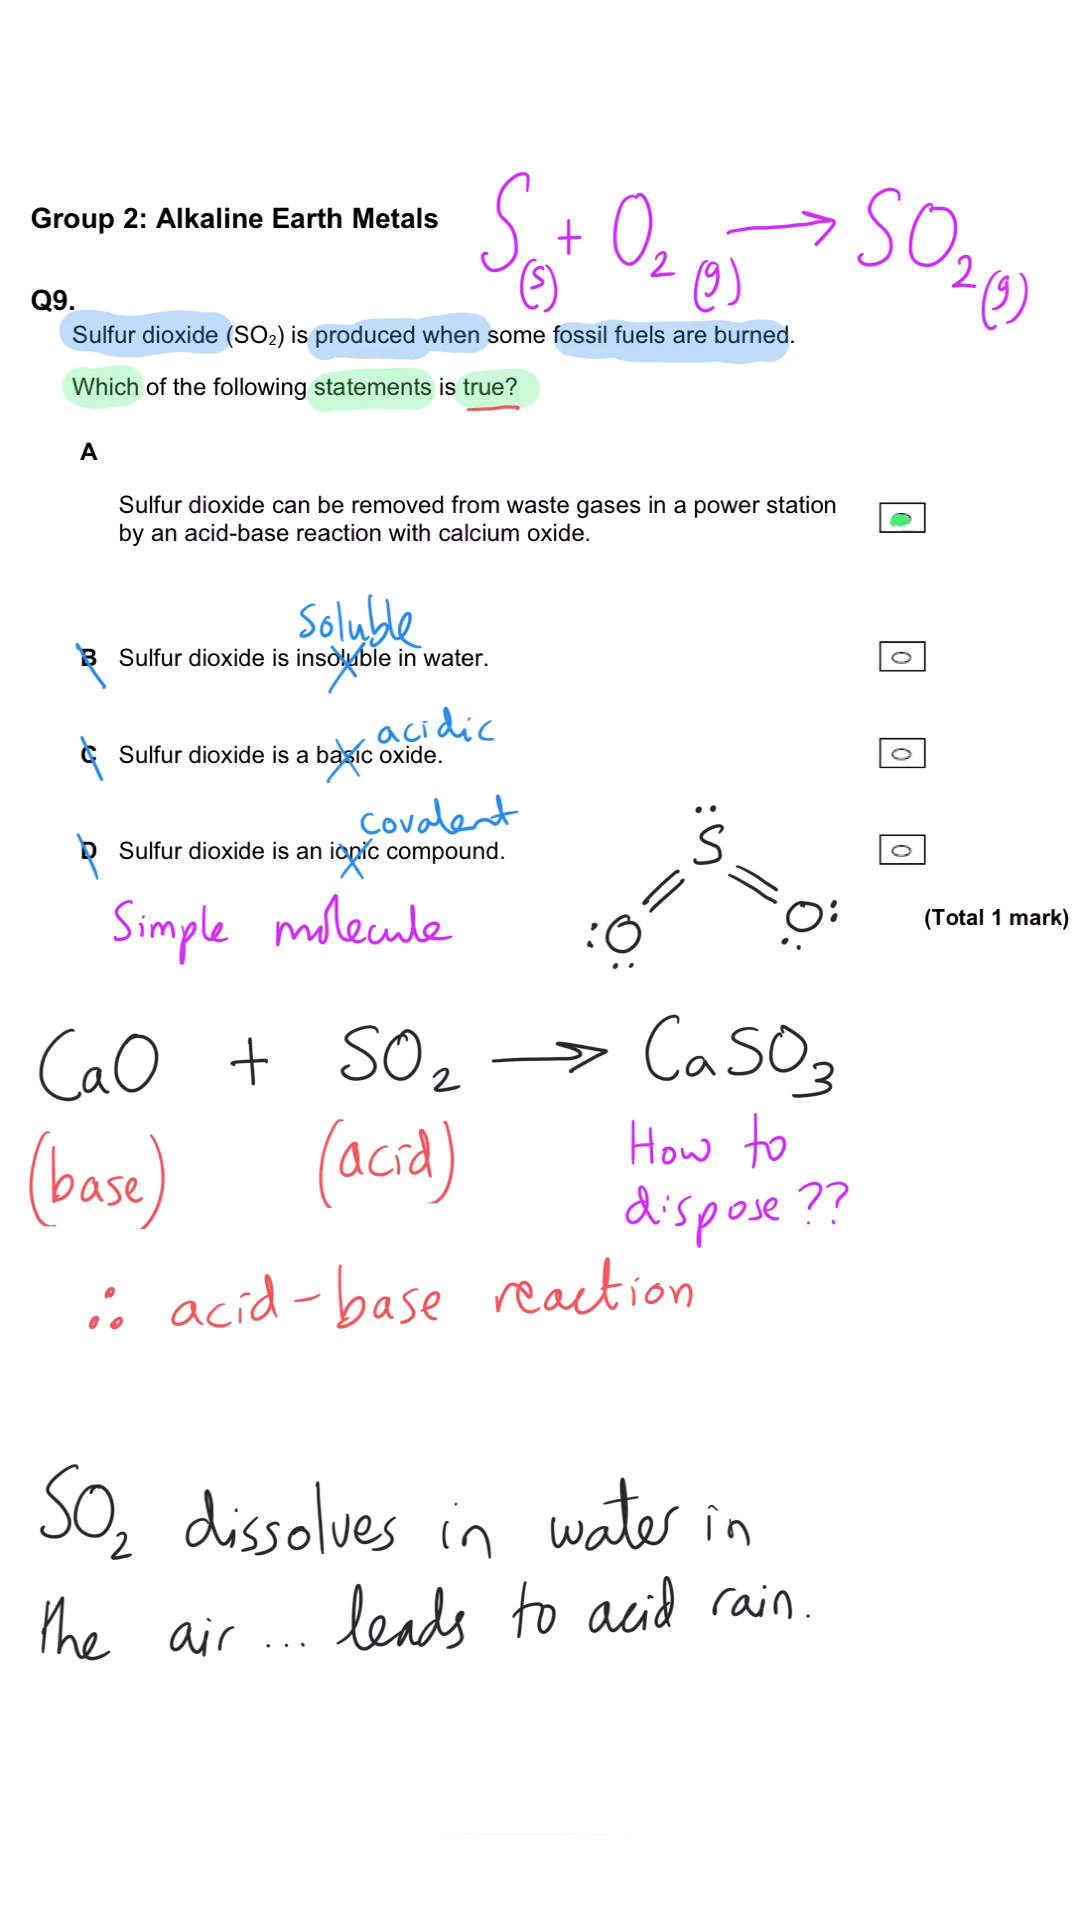 Group 2: Alkaline Earth Metals
S(s) + O₂(g) → SO₂(g)
Q9.
Sulfur dioxide (SO₂) is produced when some fossil fuels are burned.
Which of the following statements is true?
A
Sulfur dioxide can be removed from waste gases in a power station
by an acid-base reaction with calcium oxide.
Soluble
B Sulfur dioxide is insoluble in water.
acidic
C Sulfur dioxide is a basic oxide.
covalent
D Sulfur dioxide is an ionic compound.
:Ö=S̈=Ö:
(Total 1 mark)
Simple molecule
CaO + SO₂ → CaSO₃
(base) (acid)
How to
dispose ??
∴ acid-base reaction
SO₂ dissolves in water in
the air ... leads to acid rain.